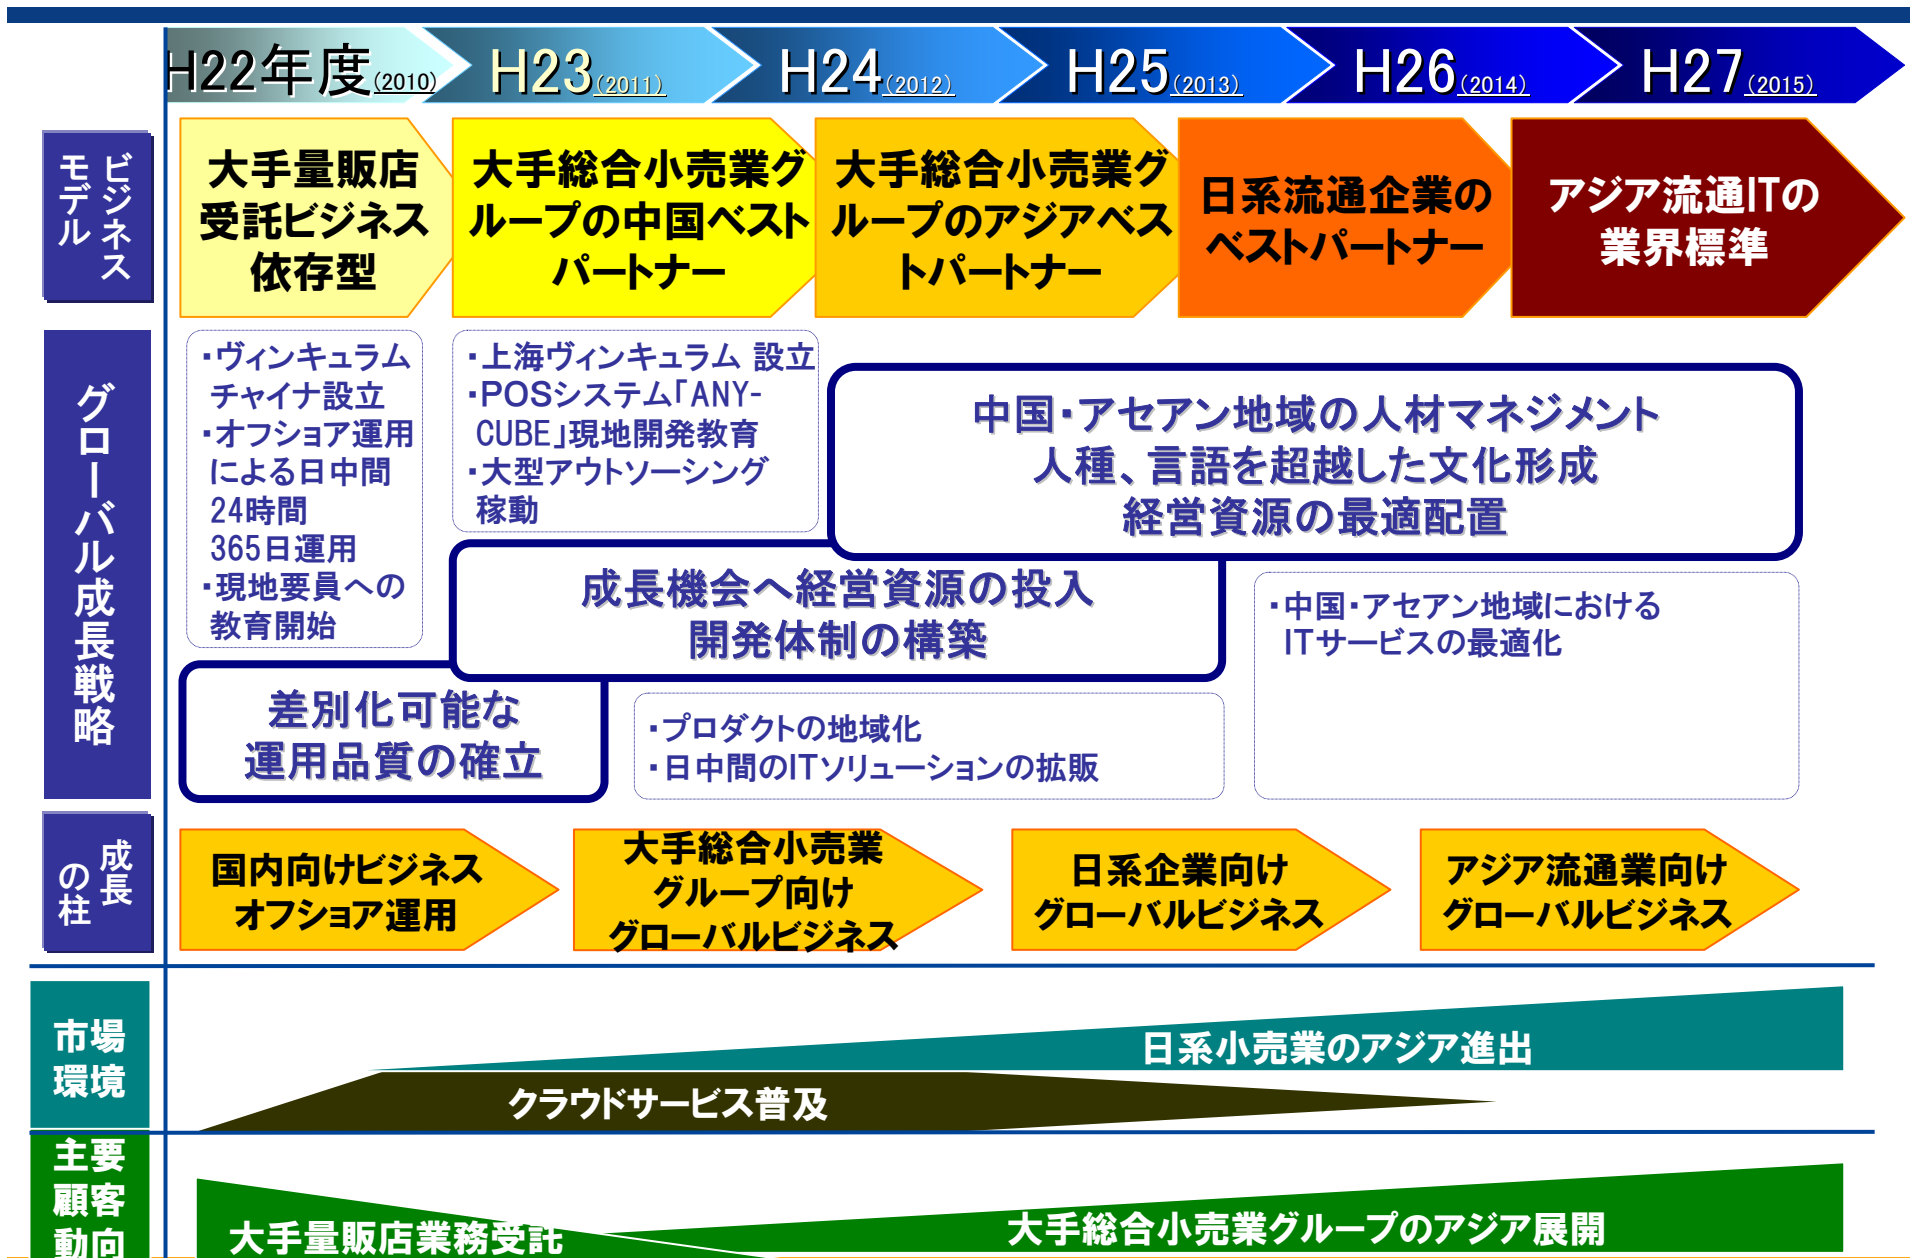 H22年度(2010)
H23(2011)
H24(2012)
H25(2013)
H26(2014)
H27(2015)
ビジネス
モデル
大手量販店
受託ビジネス
依存型
大手総合小売業グ
ループの中国ベスト
パートナー
大手総合小売業グ
ループのアジアベス
トパートナー
日系流通企業の
ベストパートナー
アジア流通ITの
業界標準
グローバル成長戦略
・ヴィンキュラム
チャイナ設立
・オフショア運用
による日中間
24時間
365日運用
・現地要員への
教育開始
・上海ヴィンキュラム 設立
・POSシステム「ANY-
CUBE」現地開発教育
・大型アウトソーシング
稼動
中国・アセアン地域の人材マネジメント
人種、言語を超越した文化形成
経営資源の最適配置
成長機会へ経営資源の投入
開発体制の構築
差別化可能な
運用品質の確立
・プロダクトの地域化
・日中間のITソリューションの拡販
・中国・アセアン地域における
ITサービスの最適化
成長
の柱
国内向けビジネス
オフショア運用
大手総合小売業
グループ向け
グローバルビジネス
日系企業向け
グローバルビジネス
アジア流通業向け
グローバルビジネス
市場
環境
日系小売業のアジア進出
クラウドサービス普及
主要
顧客
動向
大手量販店業務受託
大手総合小売業グループのアジア展開